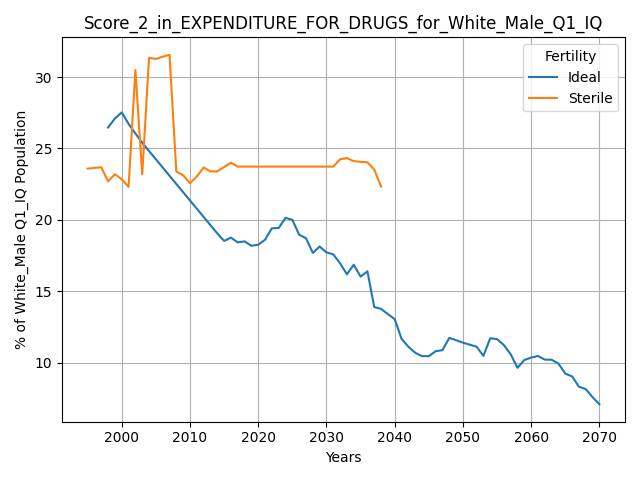 Score_2_in_EXPENDITURE_FOR_DRUGS_for_White_Male_Q1_IQ
Fertility
Ideal
Sterile
% of White_Male Q1_IQ Population
30
25
20
15
10
2000 2010 2020 2030 2040 2050 2060 2070
Years